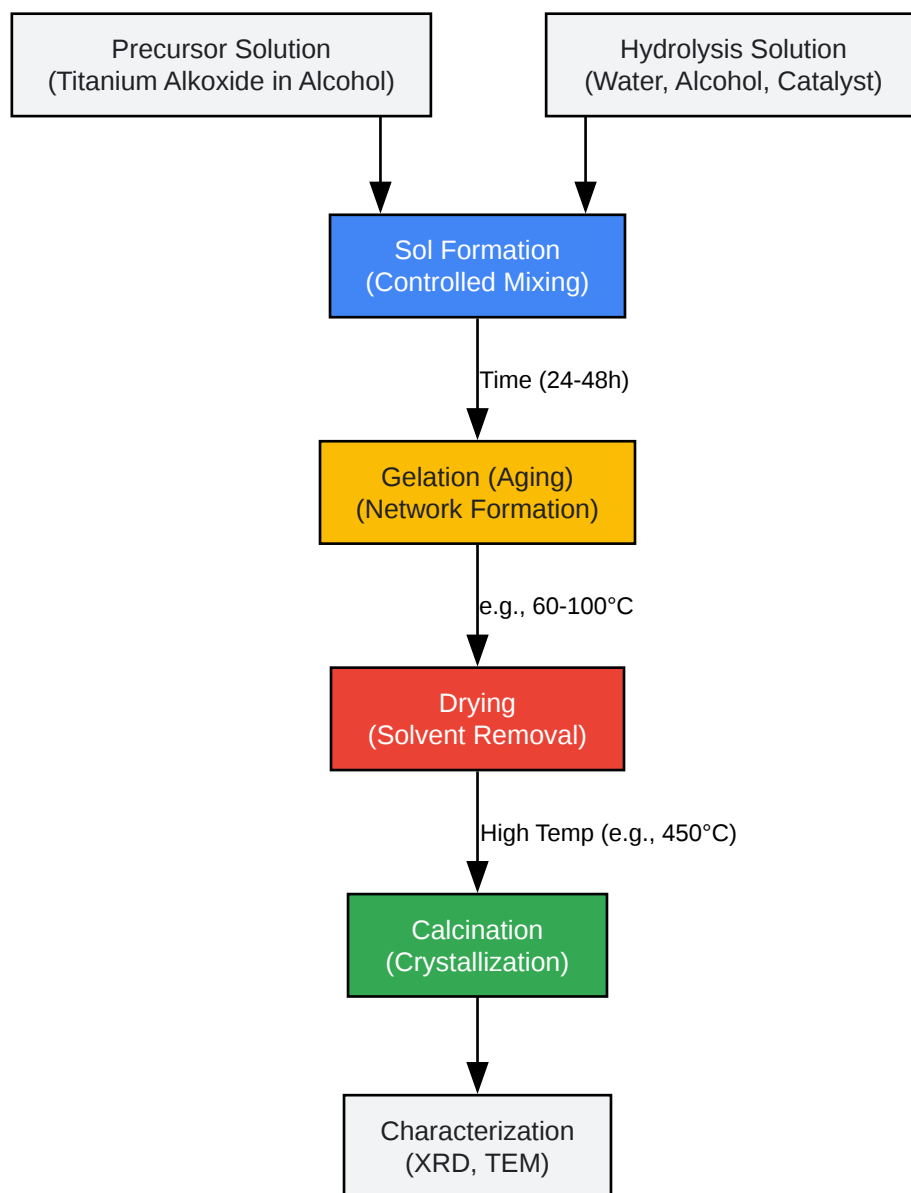 Precursor Solution
(Titanium Alkoxide in Alcohol)
Hydrolysis Solution
(Water, Alcohol, Catalyst)
Sol Formation
(Controlled Mixing)
Time (24-48h)
Gelation (Aging)
(Network Formation)
e.g., 60-100°C
Drying
(Solvent Removal)
High Temp (e.g., 450°C)
Calcination
(Crystallization)
Characterization
(XRD, TEM)